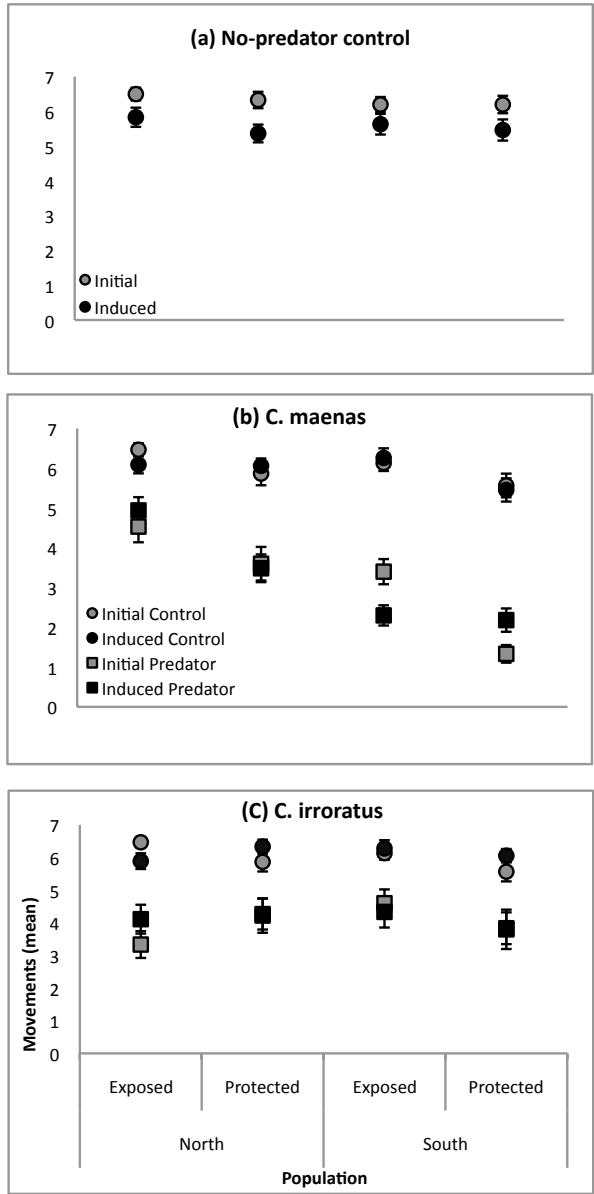 (a) No-predator control
7
6
5
4
3
2
1
0
Initial
Induced
(b) C. maenas
7
6
5
4
3
2
1
0
Initial Control
Induced Control
Initial Predator
Induced Predator
(C) C. irroratus
7
6
5
4
3
2
1
0
Movements (mean)
Exposed Protected Exposed Protected
North South
Population